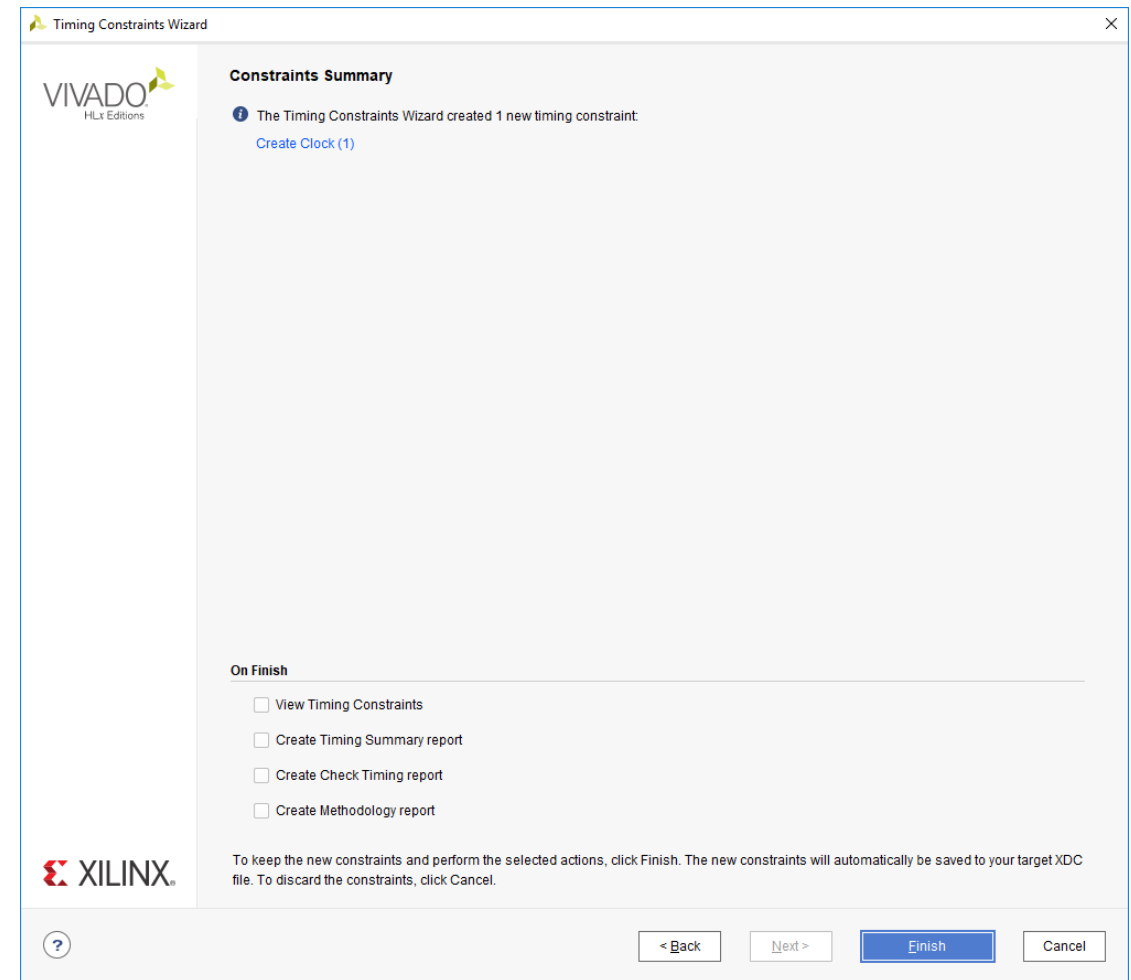 Timing Constraints Wizard
VIVADO.
HLx Editions
Constraints Summary
The Timing Constraints Wizard created 1 new timing constraint:
Create Clock (1)
On Finish
View Timing Constraints
Create Timing Summary report
Create Check Timing report
Create Methodology report
To keep the new constraints and perform the selected actions, click Finish. The new constraints will automatically be saved to your target XDC
file. To discard the constraints, click Cancel.
XILINX.
?
< Back
Next >
Finish
Cancel